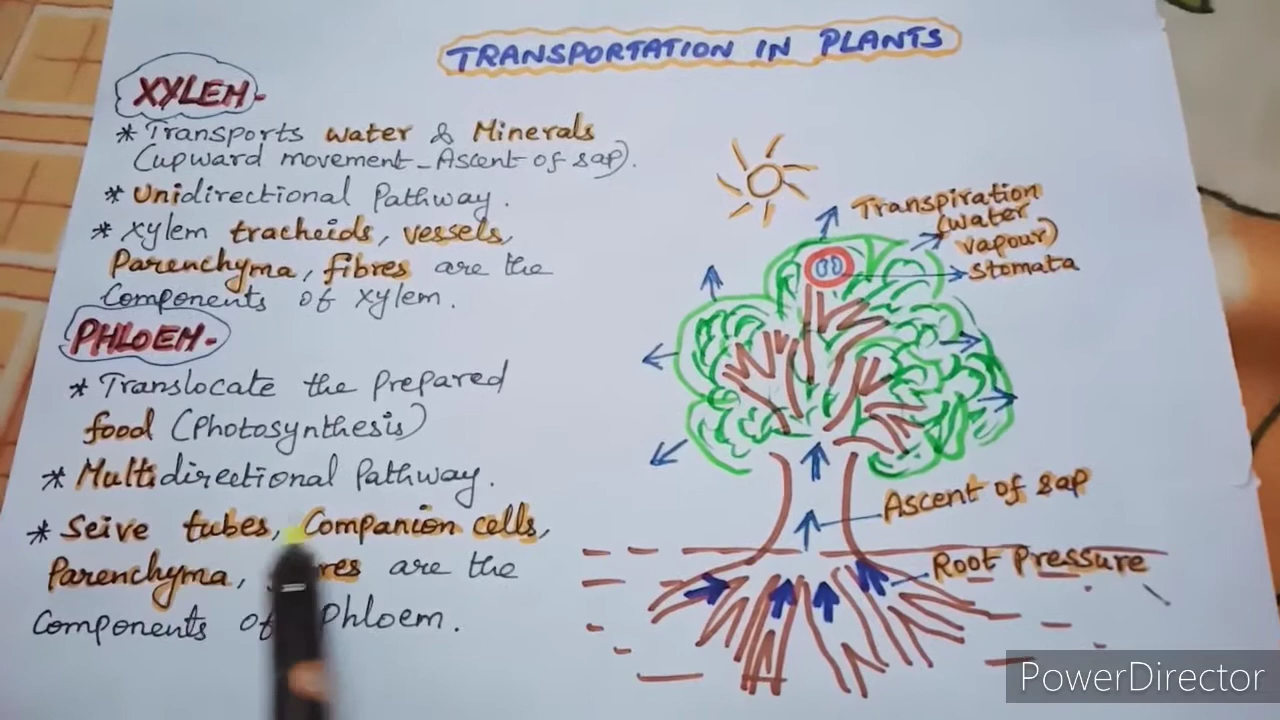 TRANSPORTATION IN PLANTS
XYLEM-
* Transports water & Minerals
(upward movement - Ascent of sap).
* Unidirectional Pathway.
* Xylem tracheids, vessels,
Parenchyma, fibres are the
Components of xylem.
PHLOEM-
* Translocate the prepared
food (Photosynthesis)
* Multidirectional Pathway.
* Seive tubes, Companion cells,
Parenchyma, are the
Components of Phloem.
Transpiration
(water
vapour)
Stomata
Ascent of sap
Root Pressure
PowerDirector